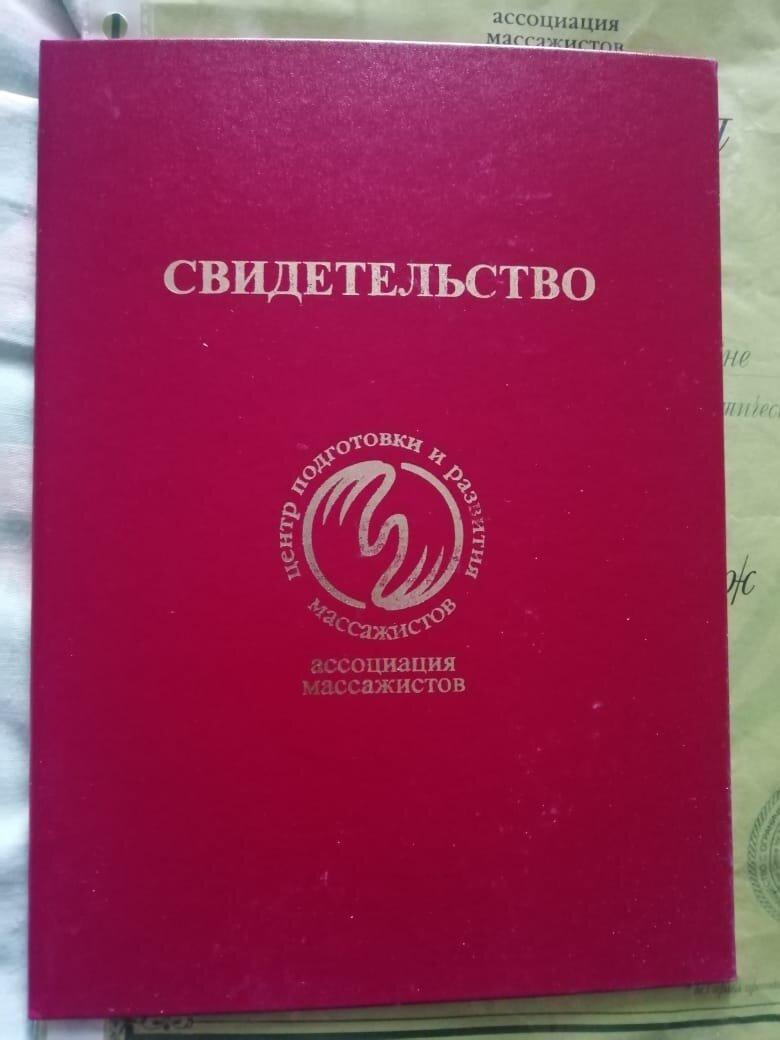 ассоциация
массажистов
СВИДЕТЕЛЬСТВО
центр подготовки и развития
массажистов
ассоциация
массажистов